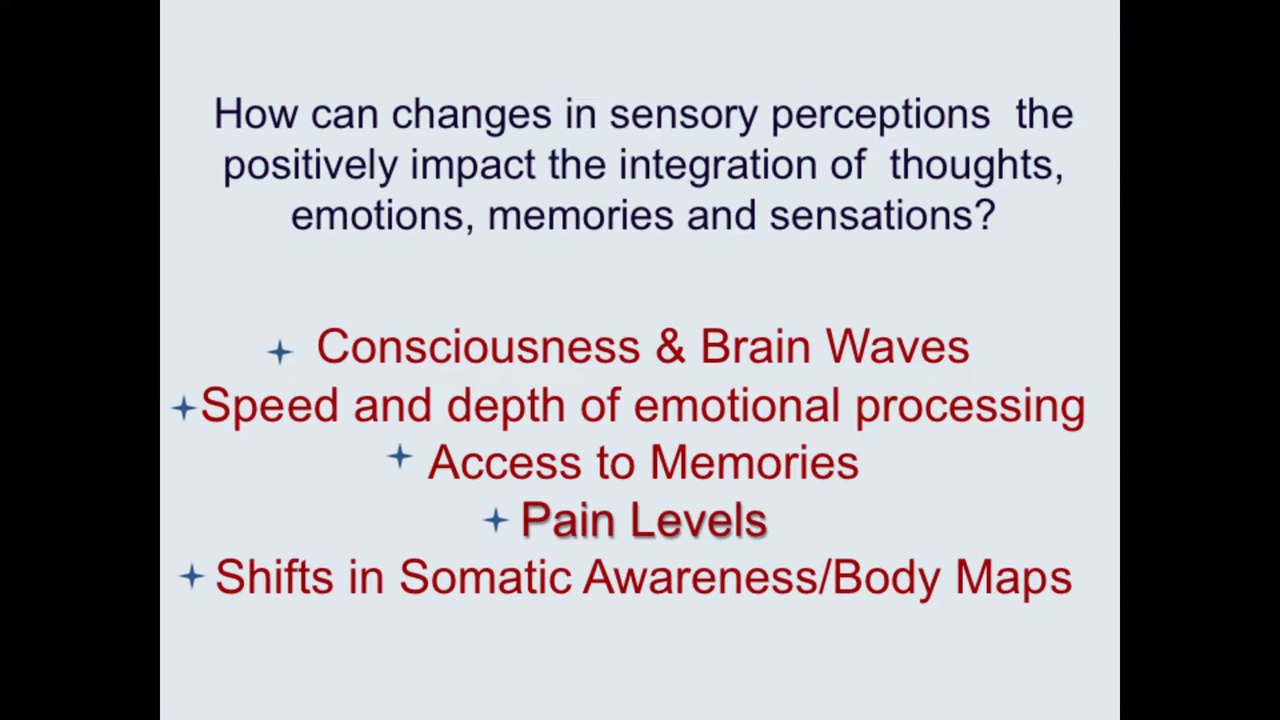 How can changes in sensory perceptions  the
positively impact the integration of  thoughts,
emotions, memories and sensations?
Consciousness & Brain Waves
Speed and depth of emotional processing
Access to Memories
Pain Levels
Shifts in Somatic Awareness/Body Maps